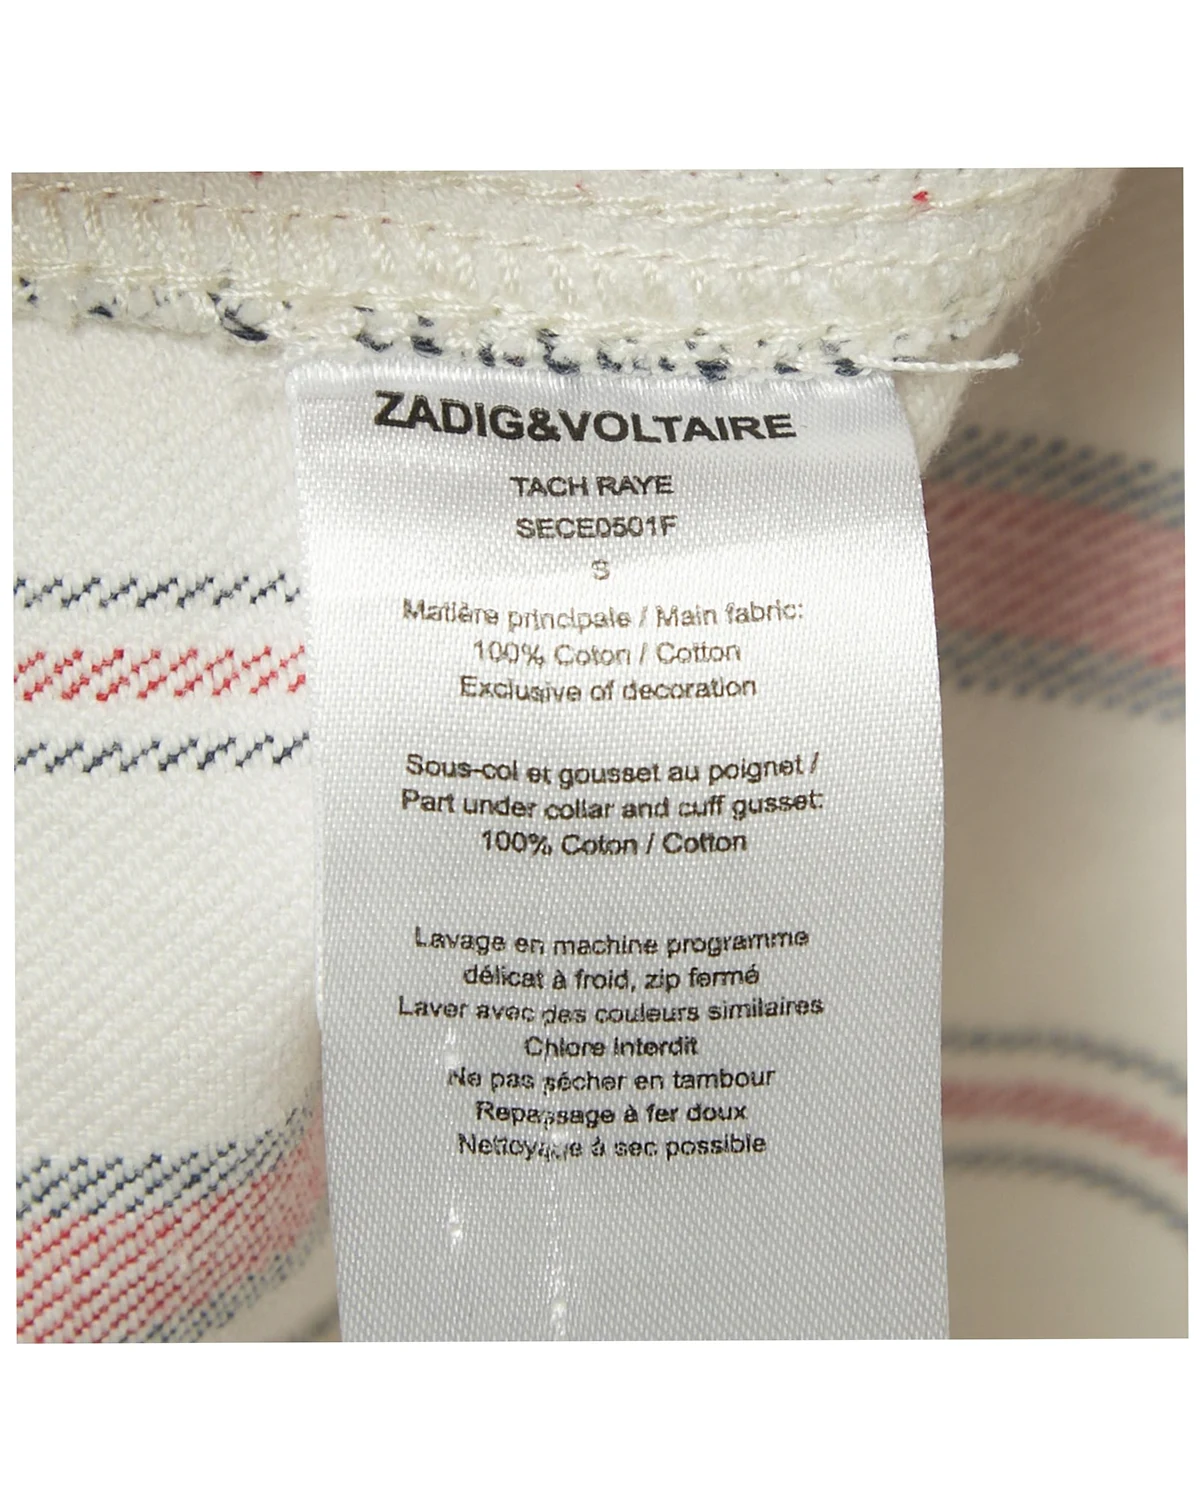 ZADIG&VOLTAIRE
TACH RAYE
SECE0501F
S
Matière principale / Main fabric:
100% Coton / Cotton
Exclusive of decoration
Sous-col et gousset au poignet /
Part under collar and cuff gusset:
100% Coton / Cotton
Lavage en machine programme
délicat à froid, zip fermé
Laver avec des couleurs similaires
Chlore Interdit
Ne pas sécher en tambour
Repassage à fer doux
Nettoyage à sec possible